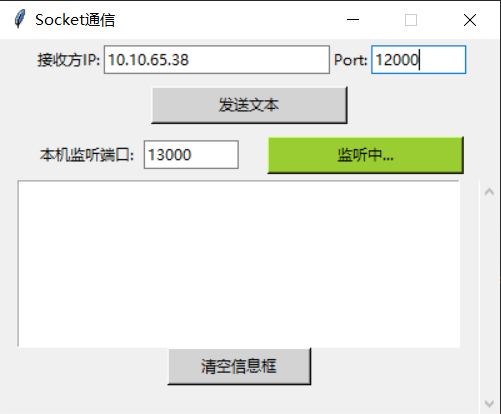 Socket通信
接收方IP: 10.10.65.38 Port: 12000
发送文本
本机监听端口: 13000 监听中...
清空信息框